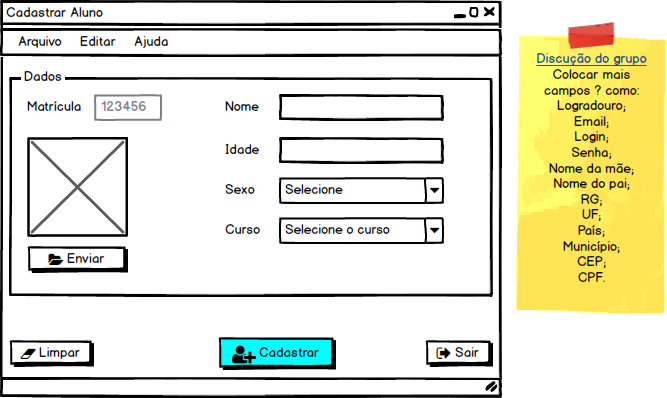 Cadastrar Aluno
Arquivo Editar Ajuda
Dados
Matrícula 123456
Nome
Idade
Sexo Selecione
Curso Selecione o curso
Enviar
Limpar
Cadastrar
Sair
Discução do grupo
Colocar mais
campos ? como:
Logradouro;
Email;
Login;
Senha;
Nome da mãe;
Nome do pai;
RG;
UF;
País;
Município;
CEP;
CPF.